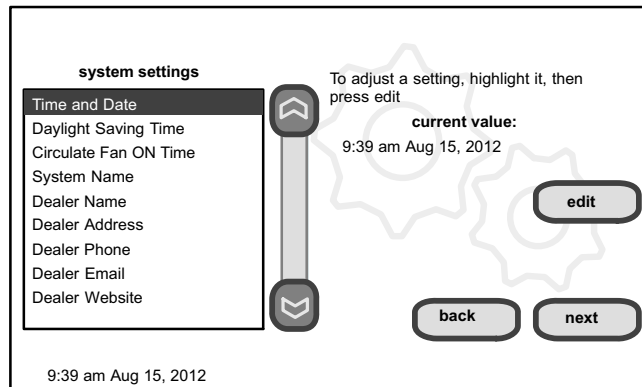 system settings
Time and Date
Daylight Saving Time
Circulate Fan ON Time
System Name
Dealer Name
Dealer Address
Dealer Phone
Dealer Email
Dealer Website
To adjust a setting, highlight it, then
press edit
current value:
9:39 am Aug 15, 2012
edit
back
next
9:39 am Aug 15, 2012